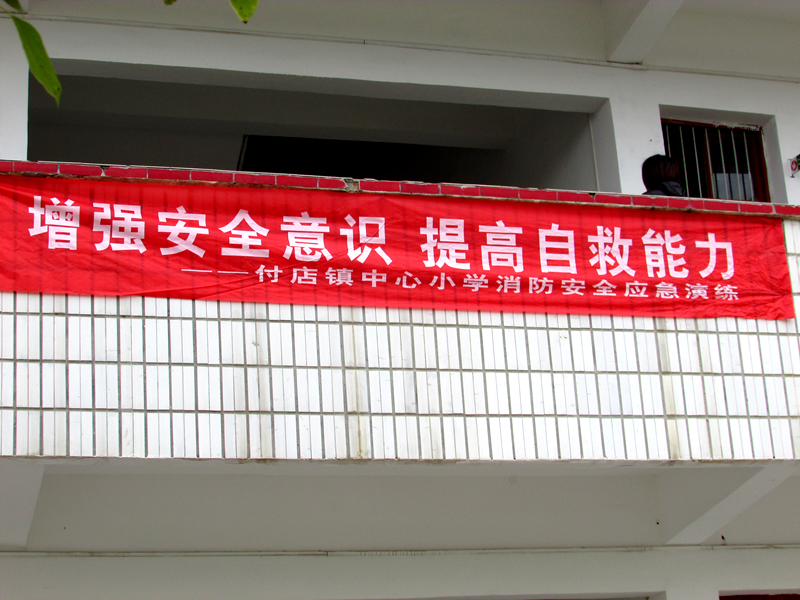 增强安全意识 提高自救能力
——付店镇中心小学消防安全应急演练